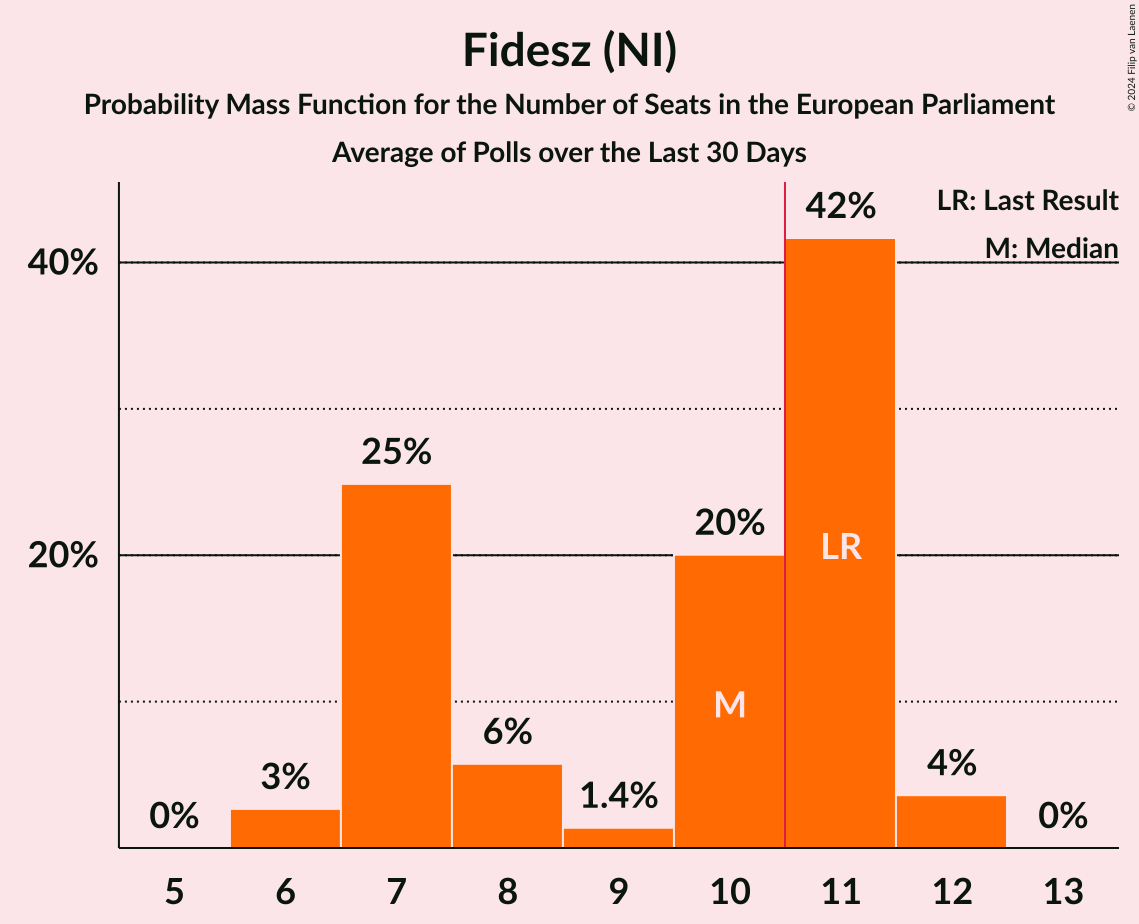 Fidesz (NI)
Probability Mass Function for the Number of Seats in the European Parliament
Average of Polls over the Last 30 Days
© 2024 Filip van Laenen
LR: Last Result
M: Median
40%
20%
0%
3%
25%
6%
1.4%
20%
42%
4%
0%
M
LR
5 6 7 8 9 10 11 12 13